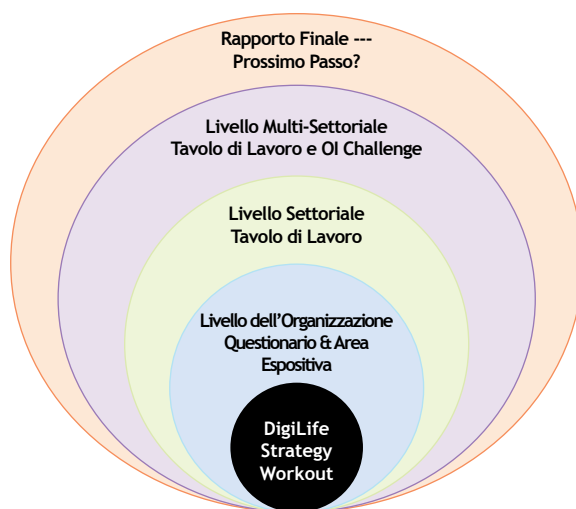 Rapporto Finale ---
Prossimo Passo?
Livello Multi-Settoriale
Tavolo di Lavoro e OI Challenge
Livello Settoriale
Tavolo di Lavoro
Livello dell’Organizzazione
Questionario & Area
Espositiva
DigiLife
Strategy
Workout